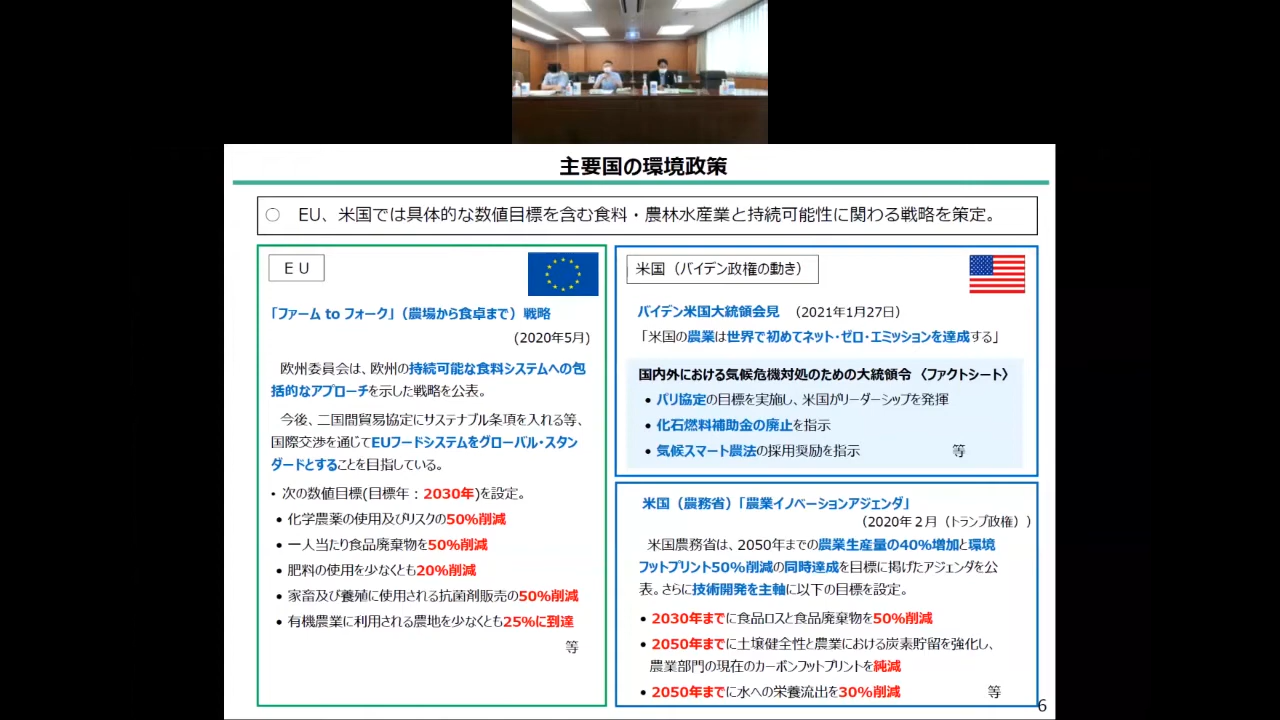 主要国の環境政策
○ EU、米国では具体的な数値目標を含む食料・農林水産業と持続可能性に関わる戦略を策定。
EU
「ファーム to フォーク」（農場から食卓まで）戦略
(2020年5月)
欧州委員会は、欧州の持続可能な食料システムへの包
括的なアプローチを示した戦略を公表。
今後、二国間貿易協定にサステナブル条項を入れる等、
国際交渉を通じてEUフードシステムをグローバル・スタン
ダードとすることを目指している。
・次の数値目標(目標年：2030年)を設定。
• 化学農薬の使用及びリスクの50%削減
• 一人当たり食品廃棄物を50%削減
• 肥料の使用を少なくとも20%削減
• 家畜及び養殖に使用される抗菌剤販売の50%削減
• 有機農業に利用される農地を少なくとも25%に到達
等
米国（バイデン政権の動き）
バイデン米国大統領会見 （2021年1月27日）
「米国の農業は世界で初めてネット・ゼロ・エミッションを達成する」
国内外における気候危機対処のための大統領令 〈ファクトシート〉
• パリ協定の目標を実施し、米国がリーダーシップを発揮
• 化石燃料補助金の廃止を指示
• 気候スマート農法の採用奨励を指示 等
米国（農務省）「農業イノベーションアジェンダ」
（2020年２月（トランプ政権））
米国農務省は、2050年までの農業生産量の40%増加と環境
フットプリント50%削減の同時達成を目標に掲げたアジェンダを公
表。さらに技術開発を主軸に以下の目標を設定。
• 2030年までに食品ロスと食品廃棄物を50%削減
• 2050年までに土壌健全性と農業における炭素貯留を強化し、
農業部門の現在のカーボンフットプリントを純減
• 2050年までに水への栄養流出を30%削減 等
6